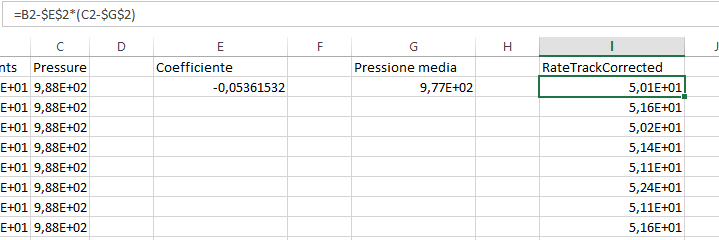 =B2-$E$2*(C2-$G$2)
C D E F G H I J
nts Pressure Coefficiente Pressione media RateTrackCorrected
E+01 9,88E+02 -0,05361532 9,77E+02 5,01E+01
E+01 9,88E+02 5,16E+01
E+01 9,88E+02 5,02E+01
E+01 9,88E+02 5,14E+01
E+01 9,88E+02 5,11E+01
E+01 9,88E+02 5,24E+01
E+01 9,88E+02 5,11E+01
E+01 9,88E+02 5,16E+01